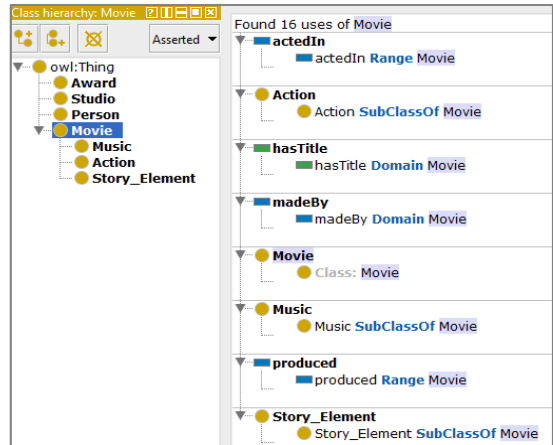 Class hierarchy: Movie
Asserted
owl:Thing
Award
Studio
Person
Movie
Music
Action
Story_Element
Found 16 uses of Movie
actedIn
actedIn Range Movie
Action
Action SubClassOf Movie
hasTitle
hasTitle Domain Movie
madeBy
madeBy Domain Movie
Movie
Class: Movie
Music
Music SubClassOf Movie
produced
produced Range Movie
Story_Element
Story_Element SubClassOf Movie